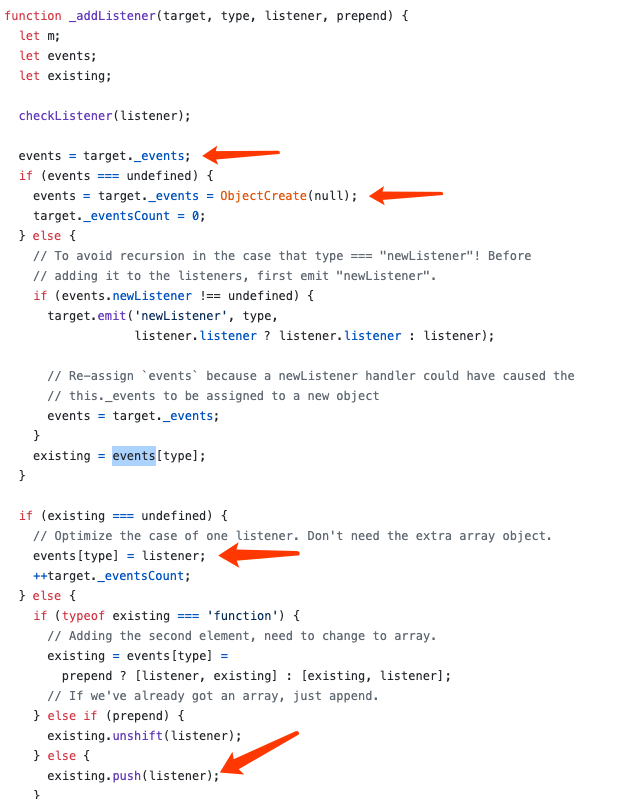 function _addListener(target, type, listener, prepend) {
  let m;
  let events;
  let existing;

  checkListener(listener);

  events = target._events;
  if (events === undefined) {
    events = target._events = ObjectCreate(null);
    target._eventsCount = 0;
  } else {
    // To avoid recursion in the case that type === "newListener"! Before
    // adding it to the listeners, first emit "newListener".
    if (events.newListener !== undefined) {
      target.emit('newListener', type,
                  listener.listener ? listener.listener : listener);

      // Re-assign `events` because a newListener handler could have caused the
      // this._events to be assigned to a new object
      events = target._events;
    }
    existing = events[type];
  }

  if (existing === undefined) {
    // Optimize the case of one listener. Don't need the extra array object.
    events[type] = listener;
    ++target._eventsCount;
  } else {
    if (typeof existing === 'function') {
      // Adding the second element, need to change to array.
      existing = events[type] =
        prepend ? [listener, existing] : [existing, listener];
      // If we've already got an array, just append.
    } else if (prepend) {
      existing.unshift(listener);
    } else {
      existing.push(listener);
    }